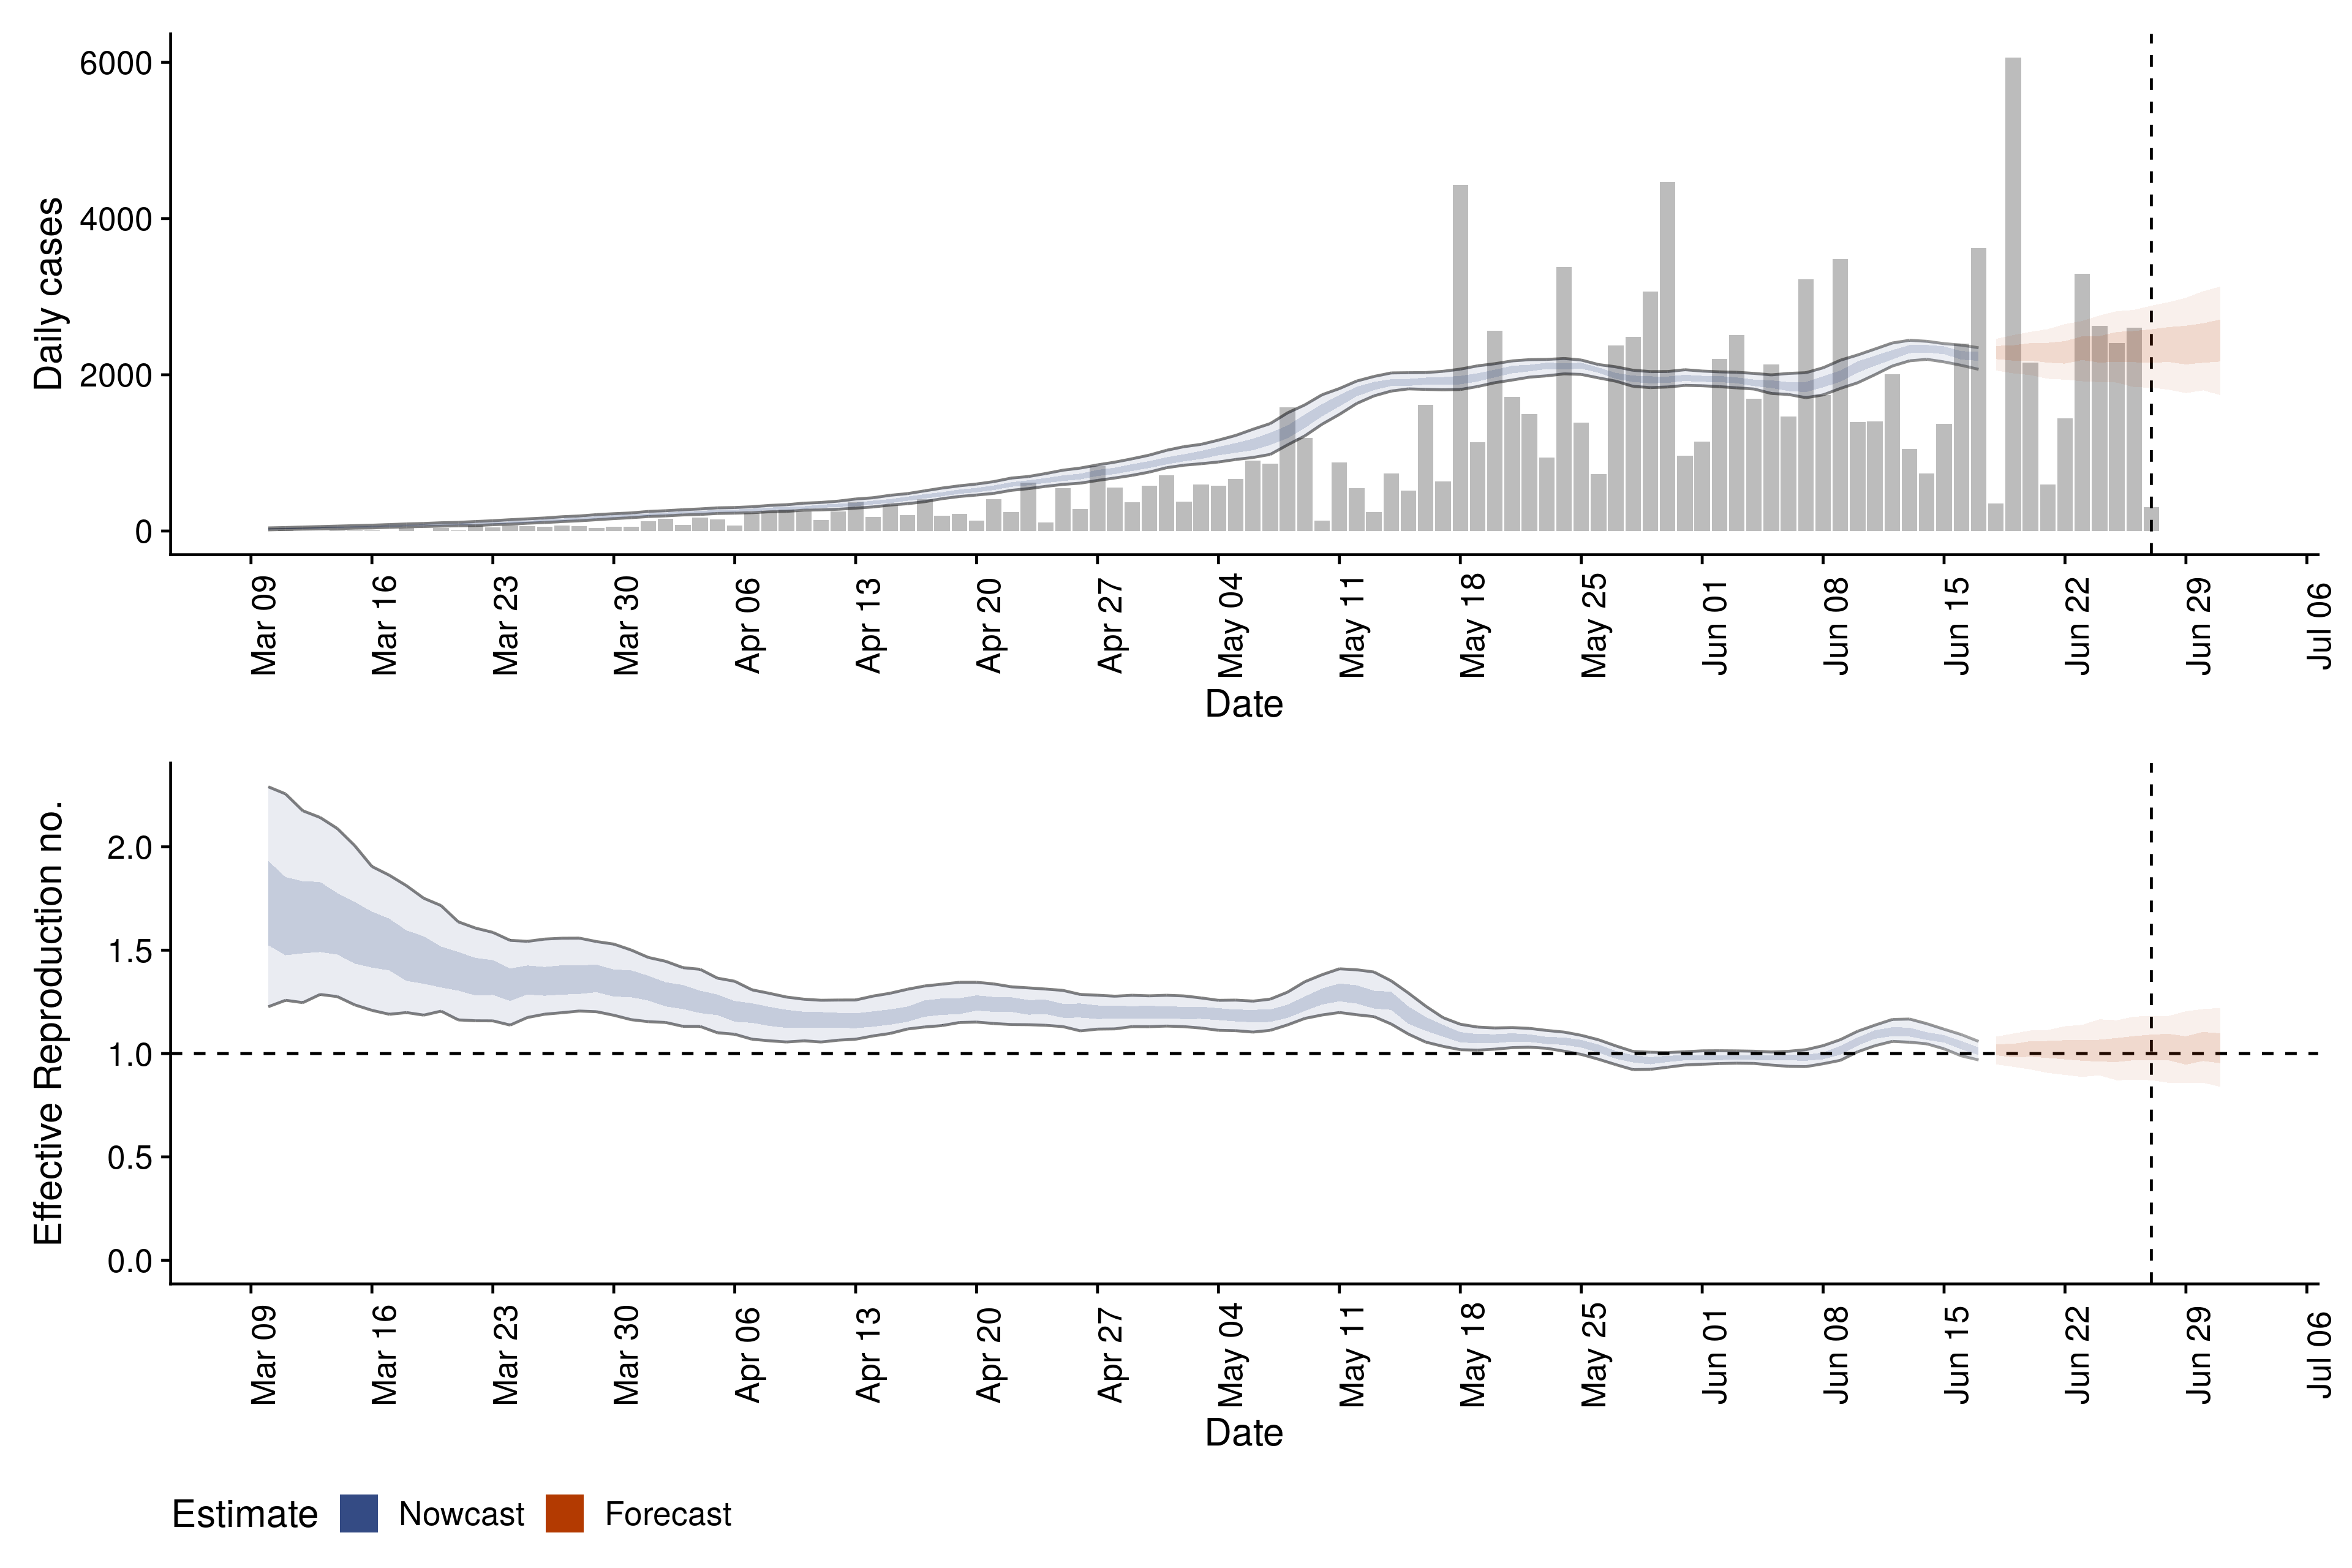 Daily cases
6000
4000
2000
0
Mar 09
Mar 16
Mar 23
Mar 30
Apr 06
Apr 13
Apr 20
Apr 27
May 04
May 11
May 18
May 25
Jun 01
Jun 08
Jun 15
Jun 22
Jun 29
Jul 06
Date
Effective Reproduction no.
2.0
1.5
1.0
0.5
0.0
Mar 09
Mar 16
Mar 23
Mar 30
Apr 06
Apr 13
Apr 20
Apr 27
May 04
May 11
May 18
May 25
Jun 01
Jun 08
Jun 15
Jun 22
Jun 29
Jul 06
Date
Estimate Nowcast Forecast